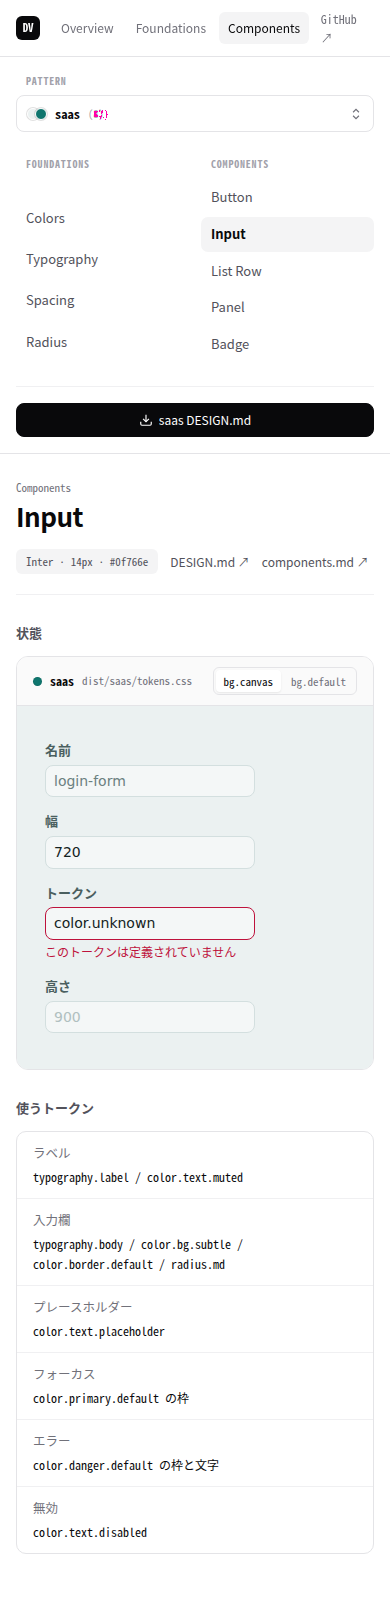 DV
Overview
Foundations
Components
GitHub ↗
PATTERN
saas
FOUNDATIONS
Colors
Typography
Spacing
Radius
COMPONENTS
Button
Input
List Row
Panel
Badge
saas DESIGN.md
Components
Input
Inter · 14px · #0f766e
DESIGN.md ↗
components.md ↗
状態
saas dist/saas/tokens.css
bg.canvas
bg.default
名前
login-form
幅
720
トークン
color.unknown
このトークンは定義されていません
高さ
900
使うトークン
ラベル
typography.label / color.text.muted
入力欄
typography.body / color.bg.subtle /
color.border.default / radius.md
プレースホルダー
color.text.placeholder
フォーカス
color.primary.default の枠
エラー
color.danger.default の枠と文字
無効
color.text.disabled